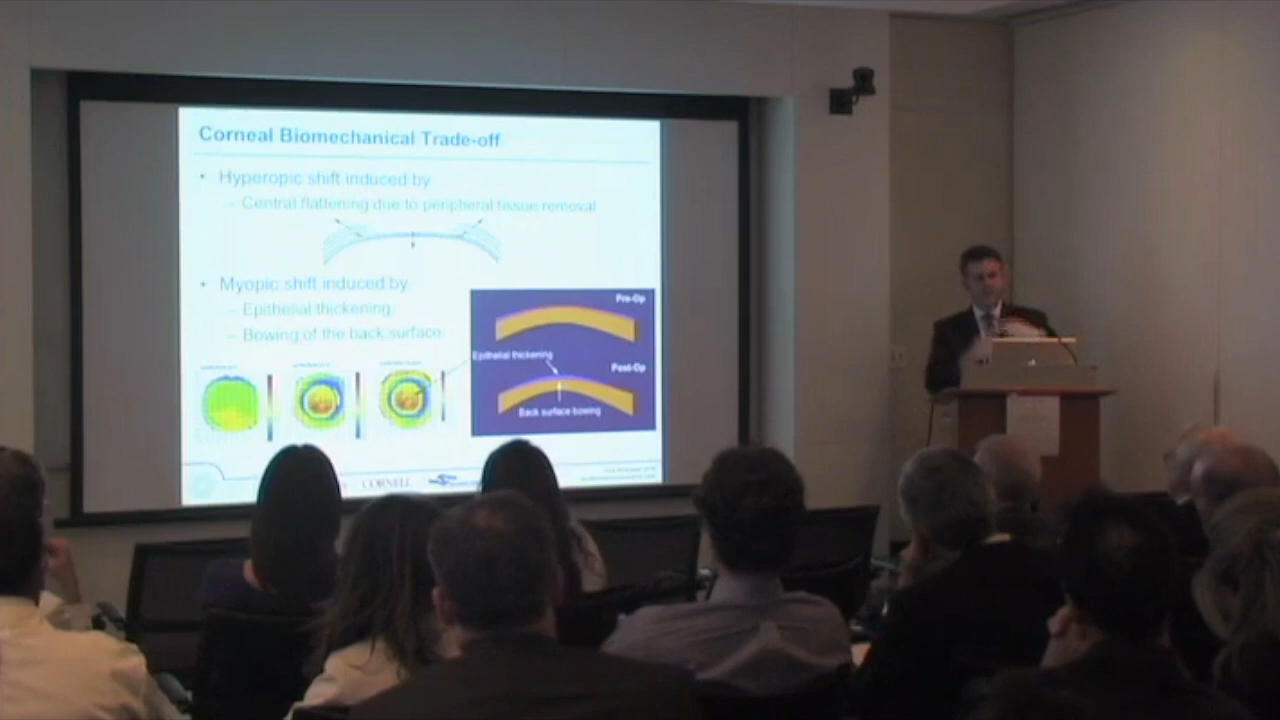 Corneal Biomechanical Trade-off
• Hyperopic shift induced by
– Central flattening due to peripheral tissue removal
• Myopic shift induced by
– Epithelial thickening
– Bowing of the back surface
Pre-Op
Epithelial thickening
Post-Op
Back surface bowing
CORNELL